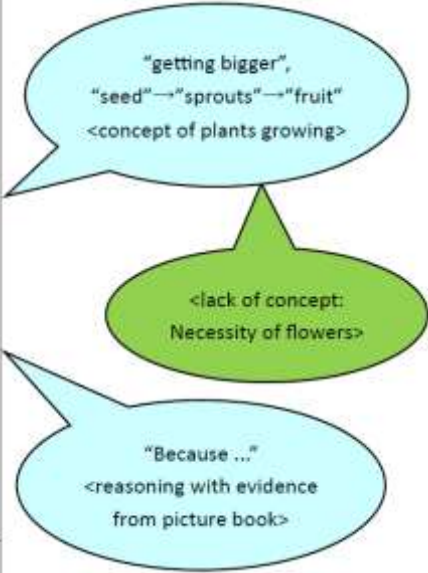 “getting bigger”,
“seed”→“sprouts”→“fruit”
<concept of plants growing>
<lack of concept:
Necessity of flowers>
“Because ...”
<reasoning with evidence
from picture book>